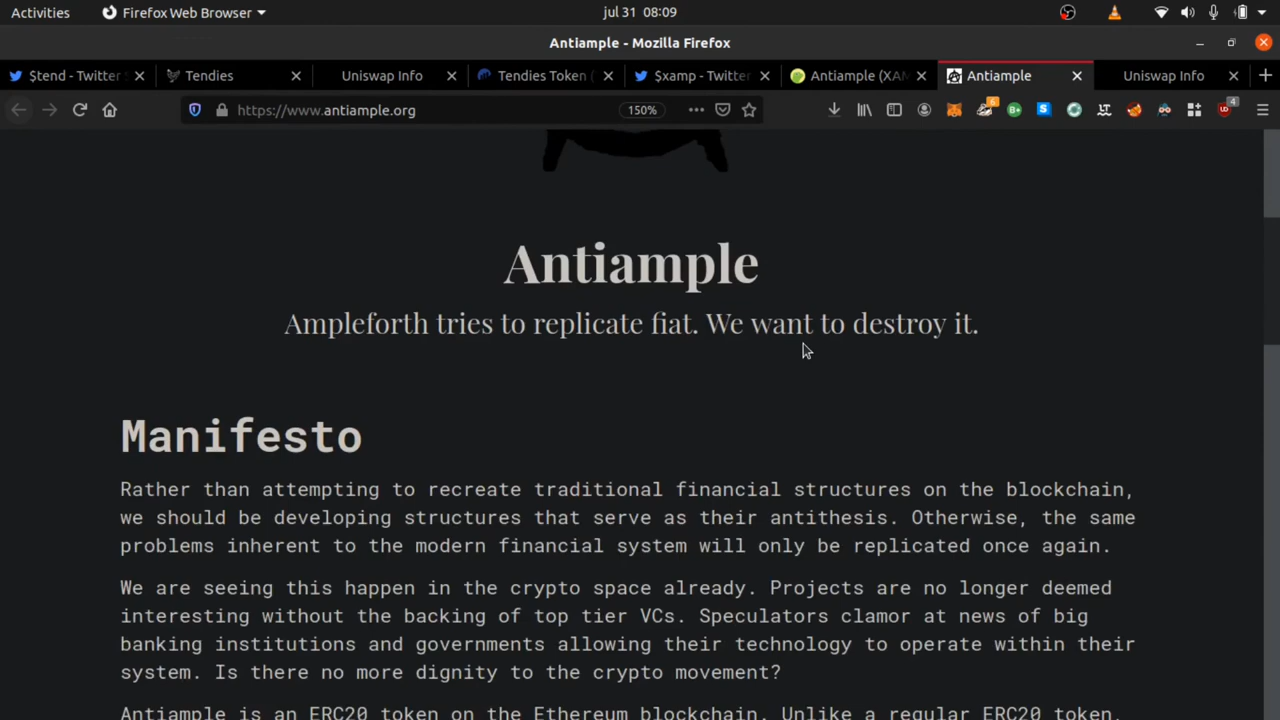 Activities Firefox Web Browser jul 31 08:09
Antiample - Mozilla Firefox
$tend - Twitter Tendies Uniswap Info Tendies Token ( $xamp - Twitter Antiample (XAM Antiample Uniswap Info
https://www.antiample.org 150% 6 4
Antiample
Ampleforth tries to replicate fiat. We want to destroy it.
Manifesto
Rather than attempting to recreate traditional financial structures on the blockchain,
we should be developing structures that serve as their antithesis. Otherwise, the same
problems inherent to the modern financial system will only be replicated once again.
We are seeing this happen in the crypto space already. Projects are no longer deemed
interesting without the backing of top tier VCs. Speculators clamor at news of big
banking institutions and governments allowing their technology to operate within their
system. Is there no more dignity to the crypto movement?
Antiample is an ERC20 token on the Ethereum blockchain. Unlike a regular ERC20 token,